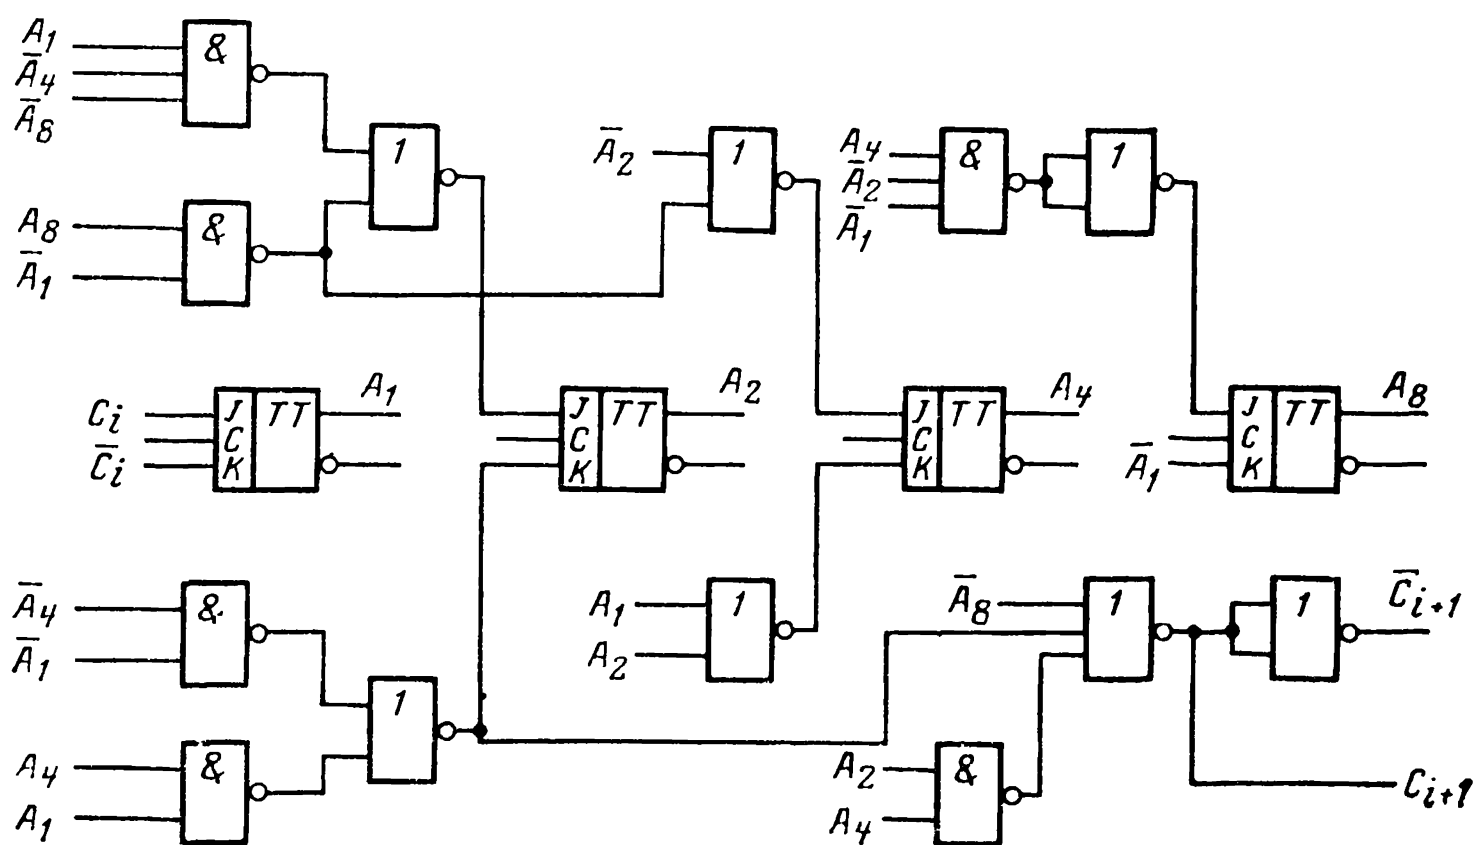 A₁
&
Ā₄
Ā₈
1
Ā₂
1
A₄
&
1
Ā₂
Ā₁
A₈
&
Ā₁
Cᵢ
J
TT
A₁
C
C̄ᵢ
K
J
TT
A₂
C
K
J
TT
A₄
C
K
J
TT
A₈
C
Ā₁
K
Ā₄
&
Ā₁
A₁
1
A₂
Ā₈
1
1
C̄ᵢ₊₁
1
A₄
&
A₁
A₂
&
A₄
Cᵢ₊₁